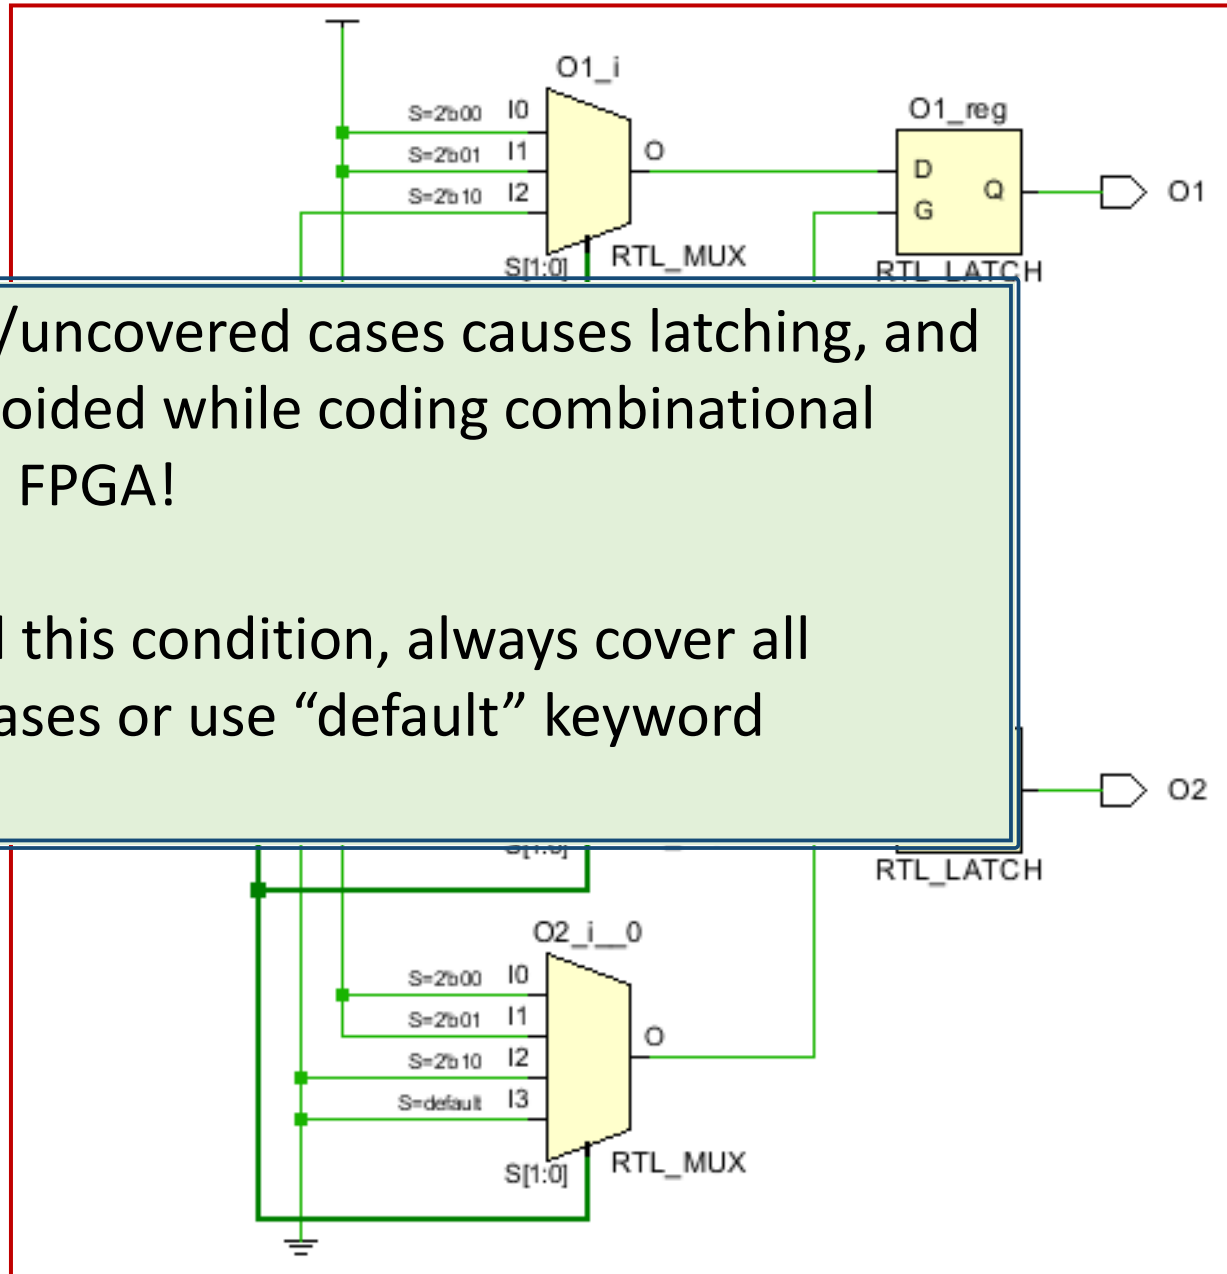 O1_i
S=2'b00 I0
S=2'b01 I1
S=2'b10 I2
O
S[1:0]
RTL_MUX
O1_reg
D
G
Q
RTL_LATCH
O1
/uncovered cases causes latching, and
oided while coding combinational
FPGA!
this condition, always cover all
ases or use “default” keyword
O2
RTL_LATCH
O2_i__0
S=2'b00 I0
S=2'b01 I1
S=2'b10 I2
S=default I3
O
S[1:0]
RTL_MUX